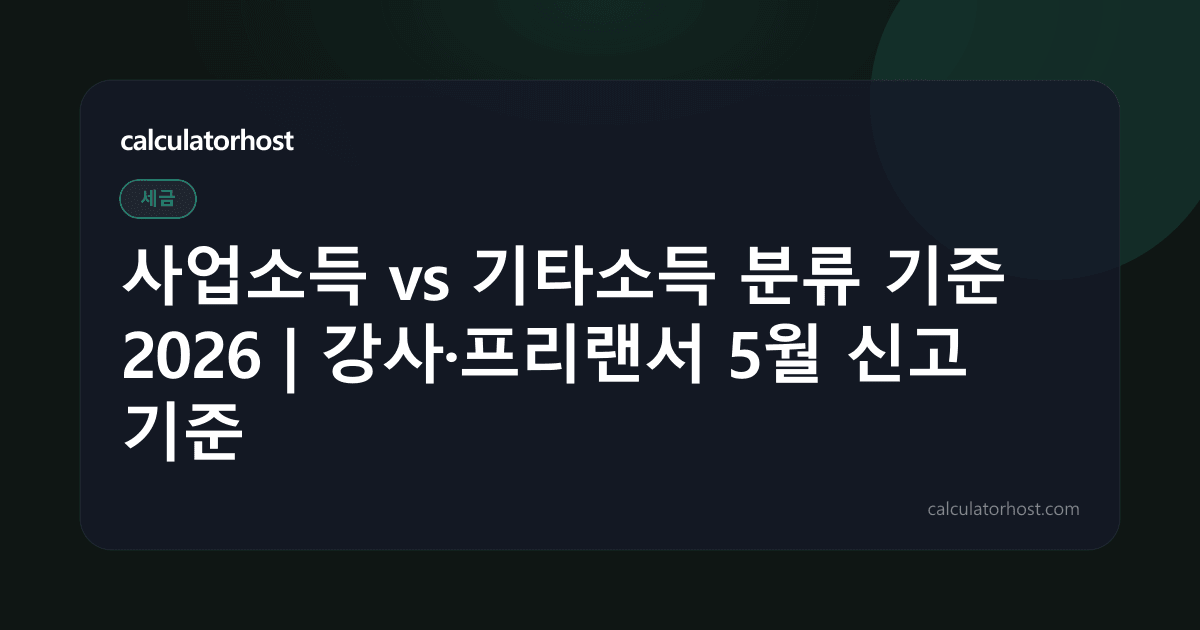 calculatorhost
세금
사업소득 vs 기타소득 분류 기준
2026 | 강사·프리랜서 5월 신고
기준
calculatorhost.com